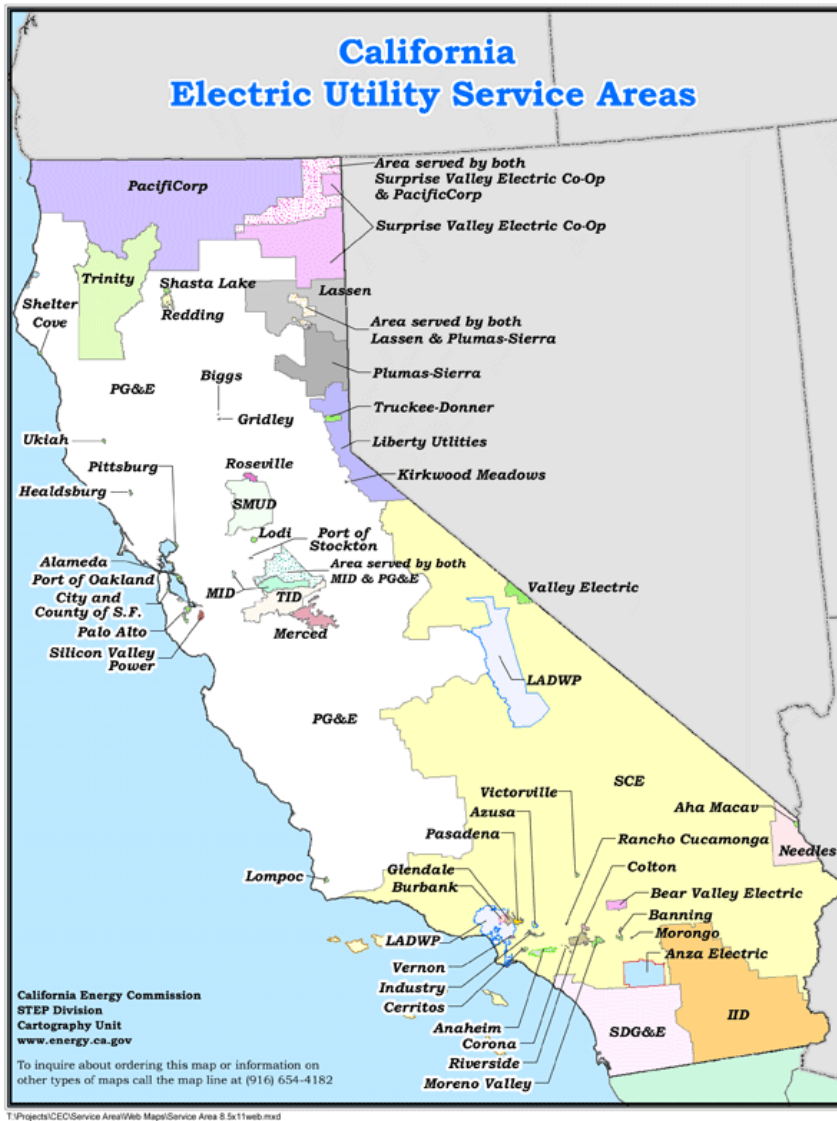 California
Electric Utility Service Areas
PacifiCorp
Area served by both
Surprise Valley Electric Co-Op
& PacificCorp
Surprise Valley Electric Co-Op
Trinity
Shasta Lake
Redding
Lassen
Shelter
Cove
Area served by both
Lassen & Plumas-Sierra
PG&E
Biggs
Plumas-Sierra
Gridley
Truckee-Donner
Ukiah
Liberty Utlities
Pittsburg
Roseville
Kirkwood Meadows
Healdsburg
SMUD
Lodi
Port of
Stockton
Alameda
Area served by both
MID & PG&E
Port of Oakland
MID
TID
Valley Electric
City and
County of S.F.
Palo Alto
Merced
Silicon Valley
Power
LADWP
PG&E
SCE
Victorville
Azusa
Aha Macav
Pasadena
Rancho Cucamonga
Needles
Glendale
Colton
Lompoc
Burbank
Bear Valley Electric
Banning
LADWP
Morongo
Anza Electric
Vernon
Industry
Cerritos
Anaheim
Corona
Riverside
Moreno Valley
SDG&E
IID
California Energy Commission
STEP Division
Cartography Unit
www.energy.ca.gov
To inquire about ordering this map or information on
other types of maps call the map line at (916) 654-4182
T:\Projects\CEC\Service Area\Web Maps\Service Area 8.5x11web.mxd